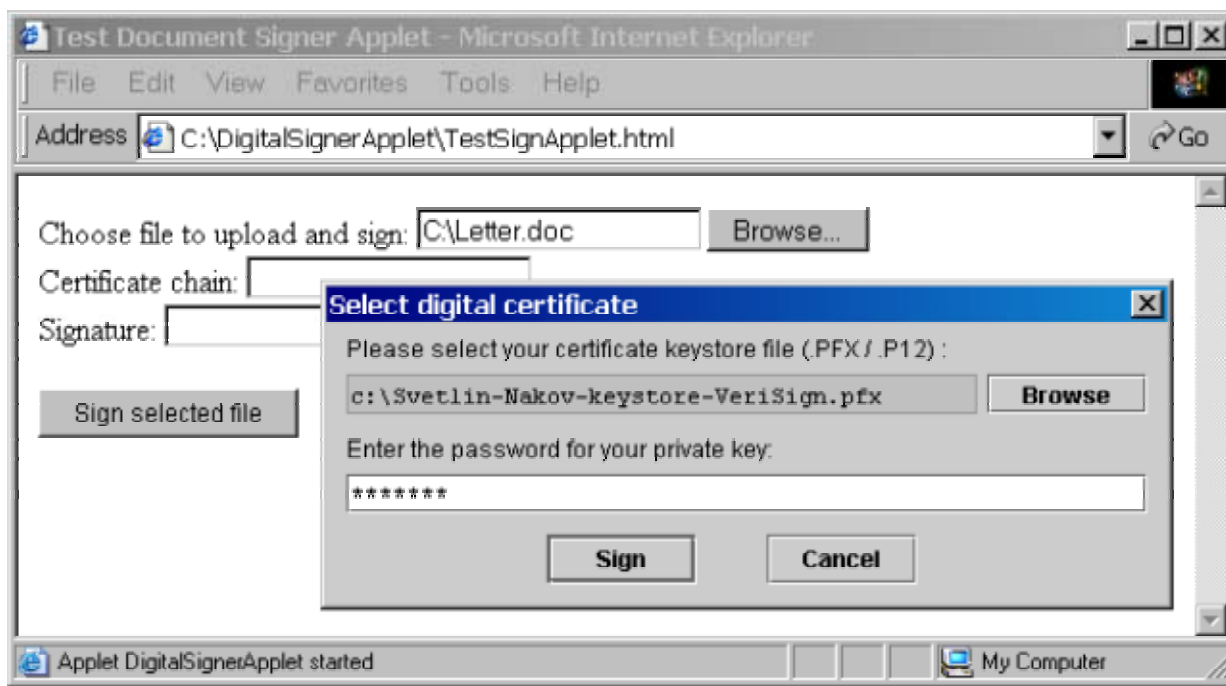 Test Document Signer Applet - Microsoft Internet Explorer
File Edit View Favorites Tools Help
Address C:\DigitalSignerApplet\TestSignApplet.html Go
Choose file to upload and sign: C:\Letter.doc Browse...
Certificate chain:
Signature:
Sign selected file
Select digital certificate
Please select your certificate keystore file (.PFX / .P12) :
c:\Svetlin-Nakov-keystore-VeriSign.pfx Browse
Enter the password for your private key:
*******
Sign Cancel
Applet DigitalSignerApplet started My Computer